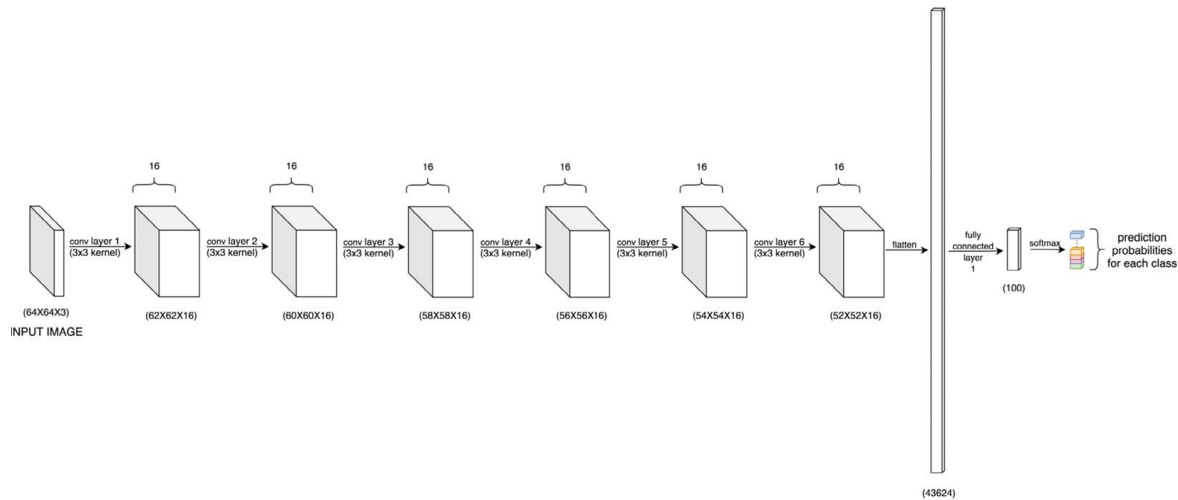 16
16
16
16
16
16
conv layer 1
(3x3 kernel)
conv layer 2
(3x3 kernel)
conv layer 3
(3x3 kernel)
conv layer 4
(3x3 kernel)
conv layer 5
(3x3 kernel)
conv layer 6
(3x3 kernel)
flatten
fully
connected
layer
1
softmax
prediction
probabilities
for each class
(64X64X3)
INPUT IMAGE
(62X62X16)
(60X60X16)
(58X58X16)
(56X56X16)
(54X54X16)
(52X52X16)
(100)
(43624)